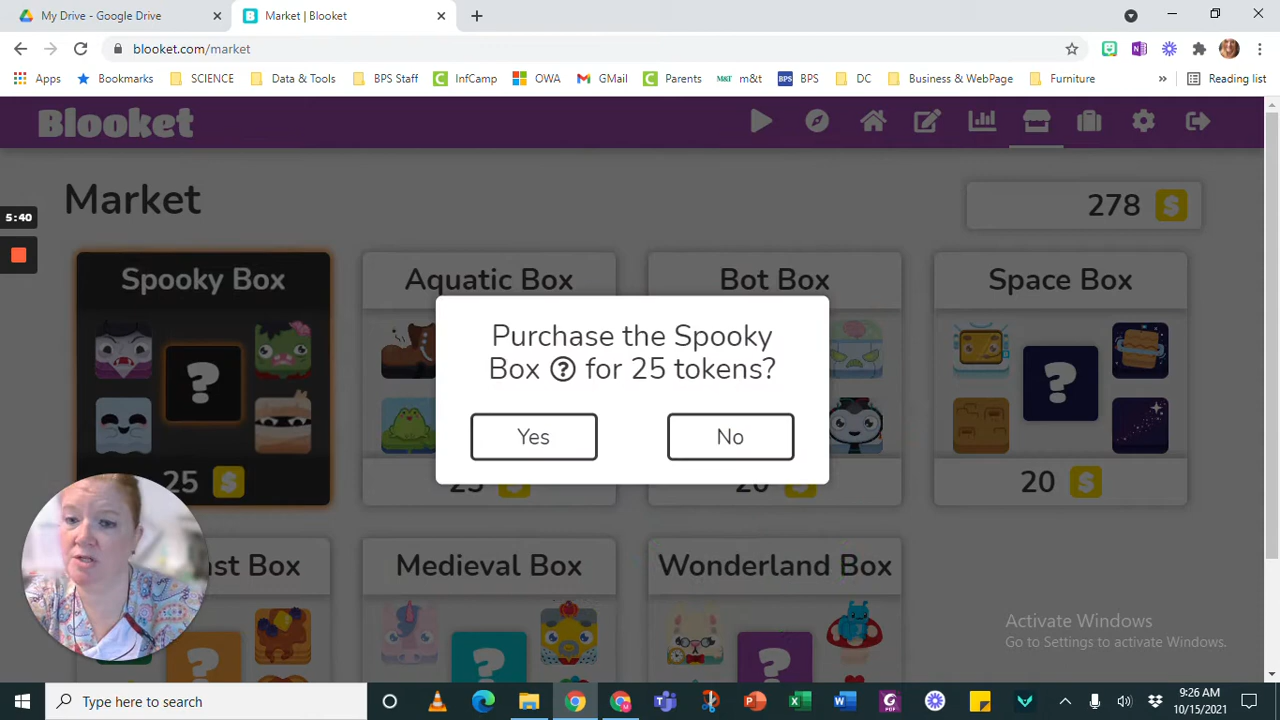 My Drive - Google Drive
Market | Blooket
blooket.com/market
Apps Bookmarks SCIENCE Data & Tools BPS Staff InfCamp OWA GMail Parents M&T m&t BPS BPS DC Business & WebPage Furniture » Reading list
Blooket
Market
278
5:40
Spooky Box
Aquatic Box
Bot Box
Space Box
Purchase the Spooky
Box ? for 25 tokens?
Yes No
25
20
20
Medieval Box
Wonderland Box
Activate Windows
Go to Settings to activate Windows.
Type here to search
9:26 AM
10/15/2021